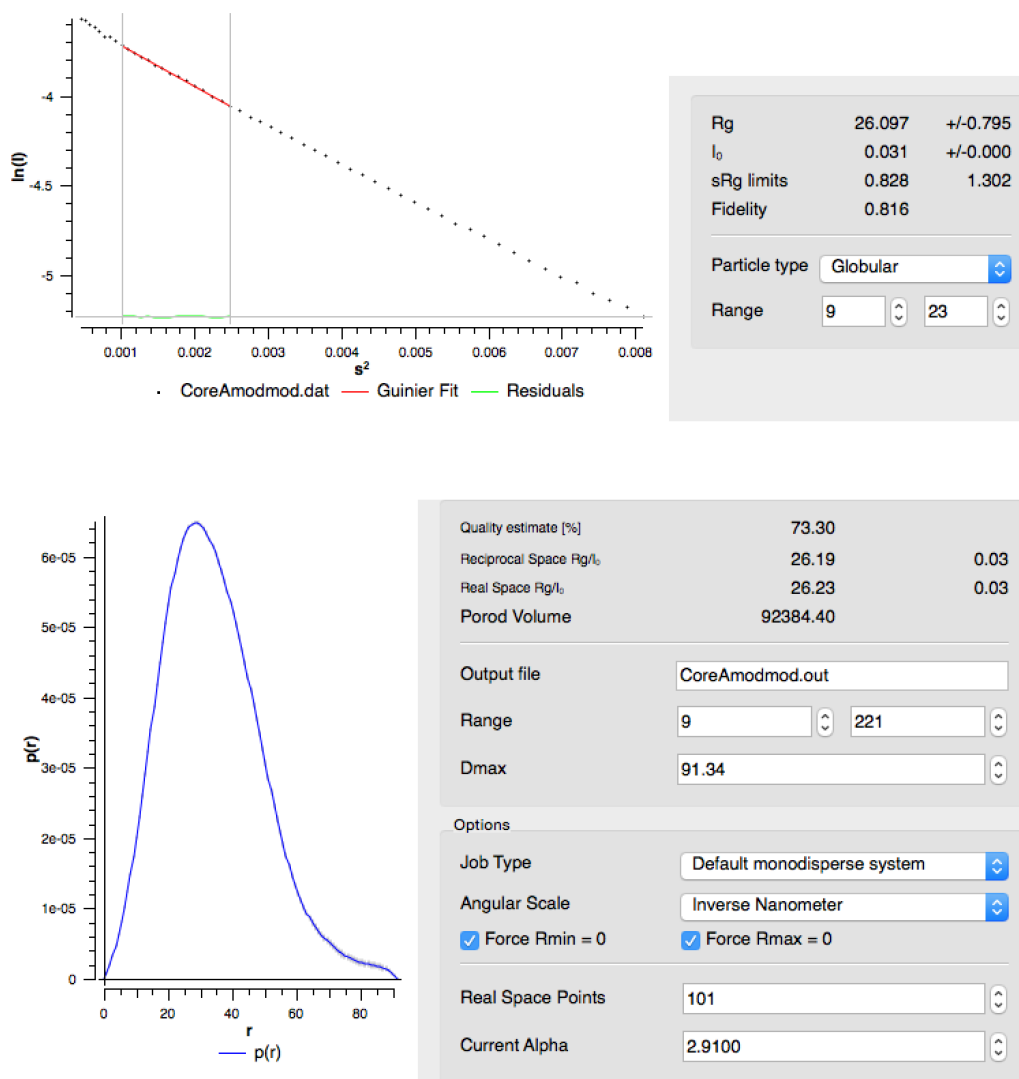 -4
-4.5
-5
ln(I)
0.001 0.002 0.003 0.004 0.005 0.006 0.007 0.008
s²
CoreAmodmod.dat Guinier Fit Residuals
Rg 26.097 +/-0.795
I₀ 0.031 +/-0.000
sRg limits 0.828 1.302
Fidelity 0.816
Particle type Globular
Range 9 23
6e-05
5e-05
4e-05
3e-05
2e-05
1e-05
0
p(r)
0 20 40 60 80
r
p(r)
Quality estimate [%] 73.30
Reciprocal Space Rg/I₀ 26.19 0.03
Real Space Rg/I₀ 26.23 0.03
Porod Volume 92384.40
Output file CoreAmodmod.out
Range 9 221
Dmax 91.34
Options
Job Type Default monodisperse system
Angular Scale Inverse Nanometer
Force Rmin = 0 Force Rmax = 0
Real Space Points 101
Current Alpha 2.9100